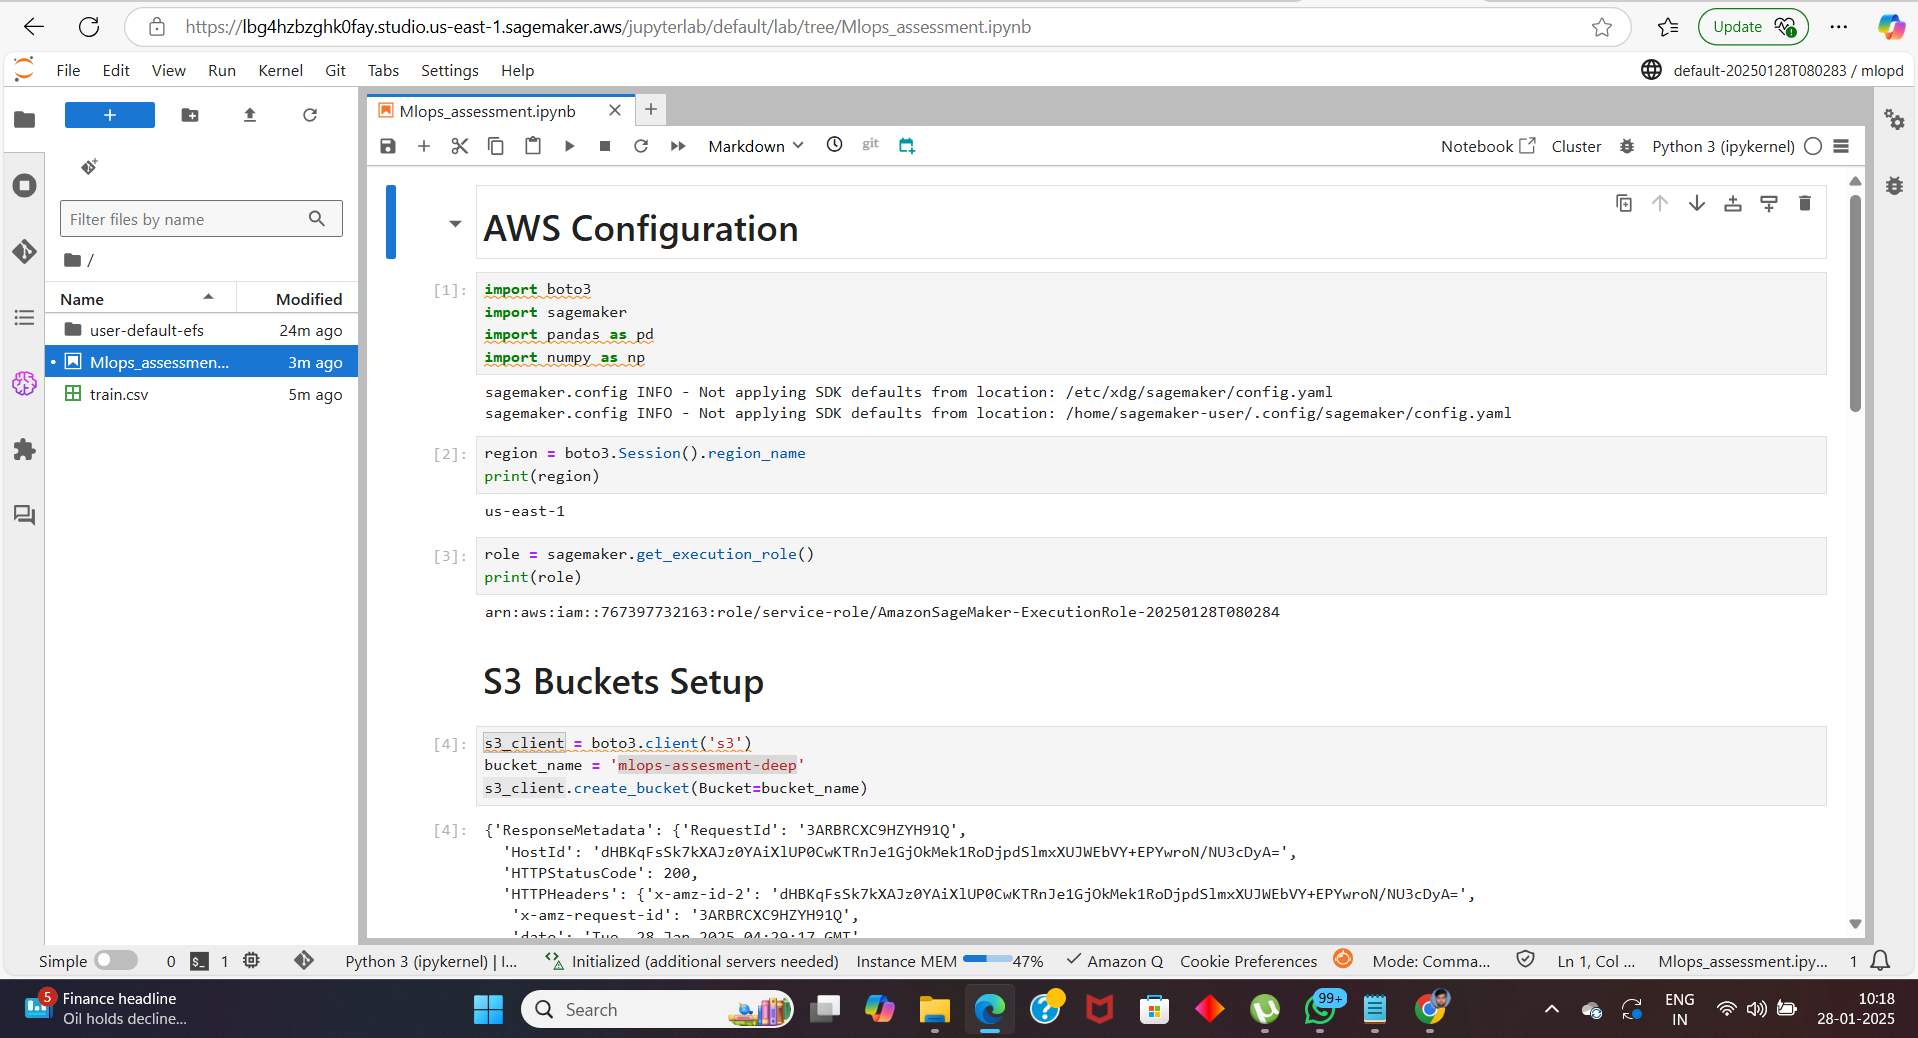 https://lbg4hzbzghk0fay.studio.us-east-1.sagemaker.aws/jupyterlab/default/lab/tree/Mlops_assessment.ipynb
Update
File Edit View Run Kernel Git Tabs Settings Help
default-20250128T080283 / mlopd
+
Mlops_assessment.ipynb
Markdown
git
Notebook
Cluster
Python 3 (ipykernel)
Filter files by name
/
Name
Modified
user-default-efs 24m ago
Mlops_assessmen... 3m ago
train.csv 5m ago
AWS Configuration
[1]:
import boto3
import sagemaker
import pandas as pd
import numpy as np
sagemaker.config INFO - Not applying SDK defaults from location: /etc/xdg/sagemaker/config.yaml
sagemaker.config INFO - Not applying SDK defaults from location: /home/sagemaker-user/.config/sagemaker/config.yaml
[2]:
region = boto3.Session().region_name
print(region)
us-east-1
[3]:
role = sagemaker.get_execution_role()
print(role)
arn:aws:iam::767397732163:role/service-role/AmazonSageMaker-ExecutionRole-20250128T080284
S3 Buckets Setup
[4]:
s3_client = boto3.client('s3')
bucket_name = 'mlops-assesment-deep'
s3_client.create_bucket(Bucket=bucket_name)
[4]:
{'ResponseMetadata': {'RequestId': '3ARBRCXC9HZYH91Q',
'HostId': 'dHBKqFsSk7kXAJz0YAiXlUP0CwKTRnJe1GjOkMek1RoDjpdSlmxXUJWEbVY+EPYwroN/NU3cDyA=',
'HTTPStatusCode': 200,
'HTTPHeaders': {'x-amz-id-2': 'dHBKqFsSk7kXAJz0YAiXlUP0CwKTRnJe1GjOkMek1RoDjpdSlmxXUJWEbVY+EPYwroN/NU3cDyA=',
'x-amz-request-id': '3ARBRCXC9HZYH91Q',
'date': 'Tue, 28 Jan 2025 04:29:17 GMT',
Simple 0 1 Python 3 (ipykernel) | I... Initialized (additional servers needed) Instance MEM 47% Amazon Q Cookie Preferences Mode: Comma... Ln 1, Col ... Mlops_assessment.ipy... 1
5
Finance headline
Oil holds decline...
Search
99+
ENG
IN
10:18
28-01-2025